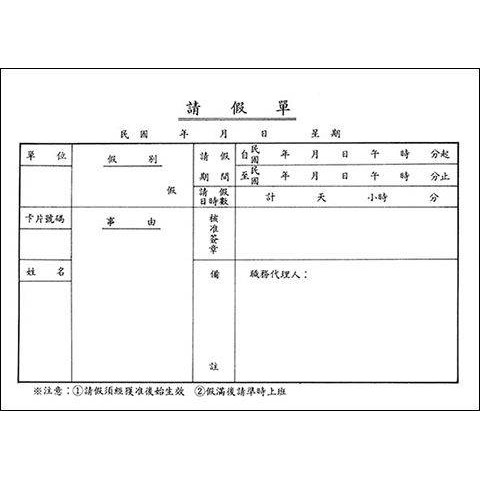 請假單
民國 年 月 日 星期
單位 假別 請假 自民國 年 月 日 午 時 分起
期間 至民國 年 月 日 午 時 分止
假 請假日時數 計 天 小時 分
卡片號碼 事由 核准簽章
姓名 備 職務代理人：
註
※注意：①請假須經獲准後始生效 ②假滿後請準時上班